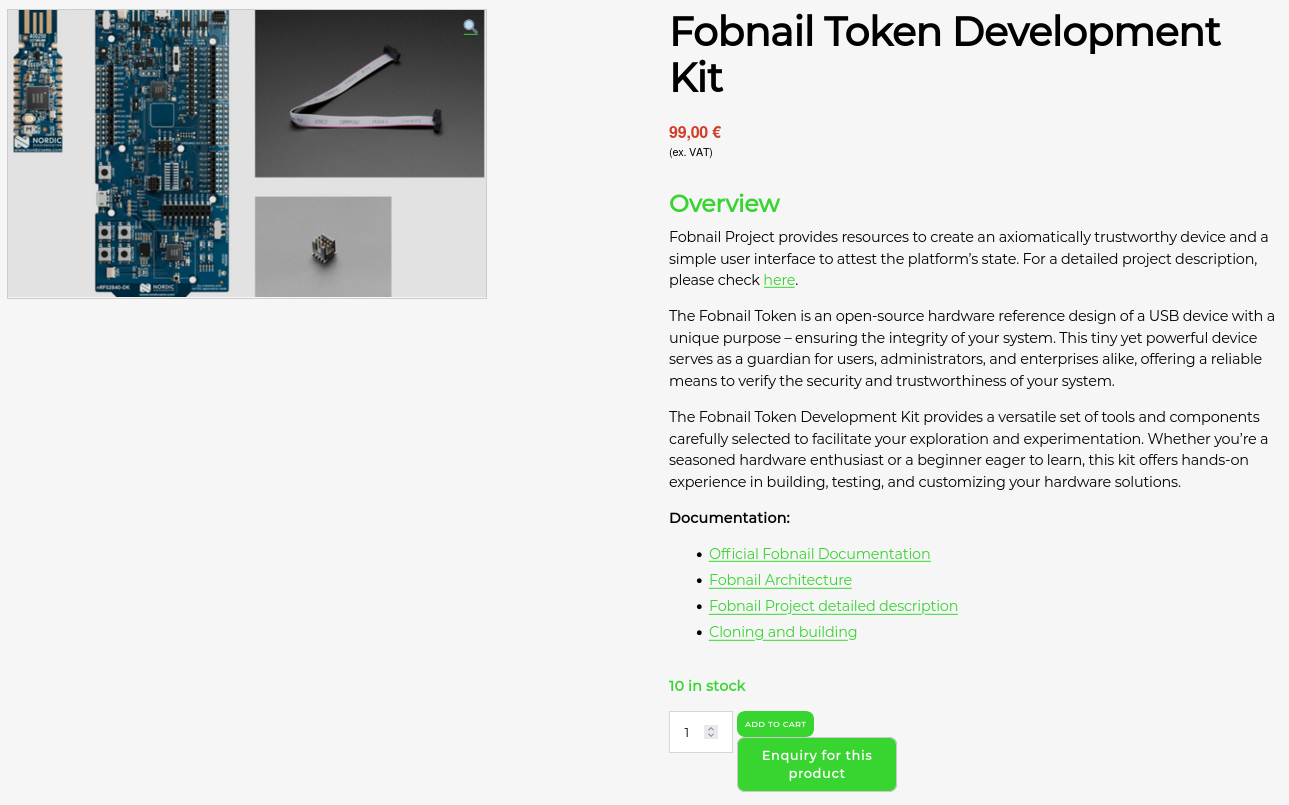 Fobnail Token Development
Kit
99,00 €
(ex. VAT)
Overview
Fobnail Project provides resources to create an axiomatically trustworthy device and a
simple user interface to attest the platform's state. For a detailed project description,
please check here.
The Fobnail Token is an open-source hardware reference design of a USB device with a
unique purpose – ensuring the integrity of your system. This tiny yet powerful device
serves as a guardian for users, administrators, and enterprises alike, offering a reliable
means to verify the security and trustworthiness of your system.
The Fobnail Token Development Kit provides a versatile set of tools and components
carefully selected to facilitate your exploration and experimentation. Whether you're a
seasoned hardware enthusiast or a beginner eager to learn, this kit offers hands-on
experience in building, testing, and customizing your hardware solutions.
Documentation:
Official Fobnail Documentation
Fobnail Architecture
Fobnail Project detailed description
Cloning and building
10 in stock
1
ADD TO CART
Enquiry for this
product
NORDIC
nRF52840-DK